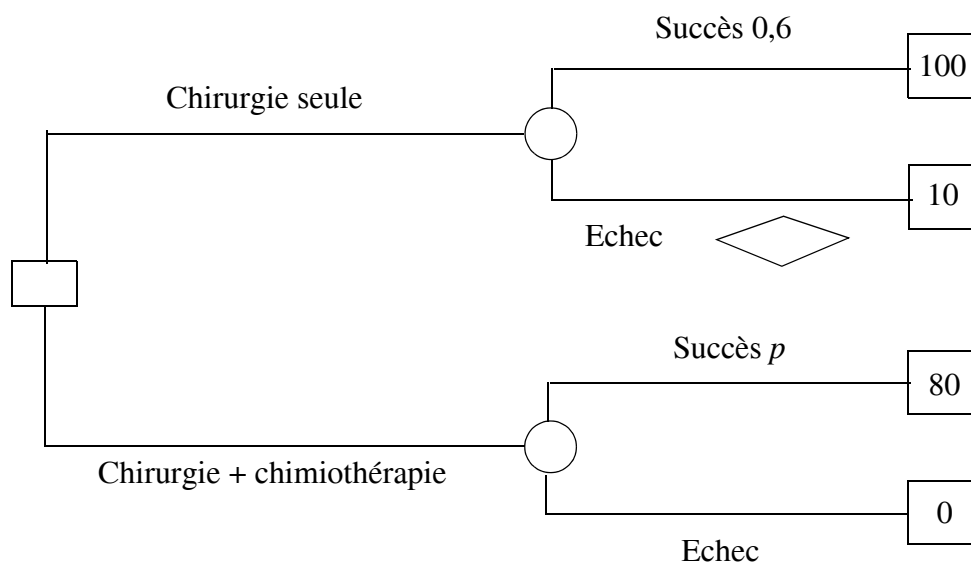 Succès 0,6
100
Chirurgie seule
10
Echec
Succès p
80
Chirurgie + chimiothérapie
0
Echec